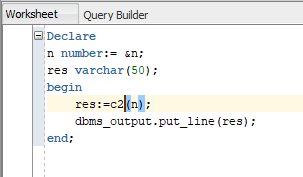 Worksheet Query Builder
Declare
n number:= &n;
res varchar(50);
begin
res:=c2(n);
dbms_output.put_line(res);
end;